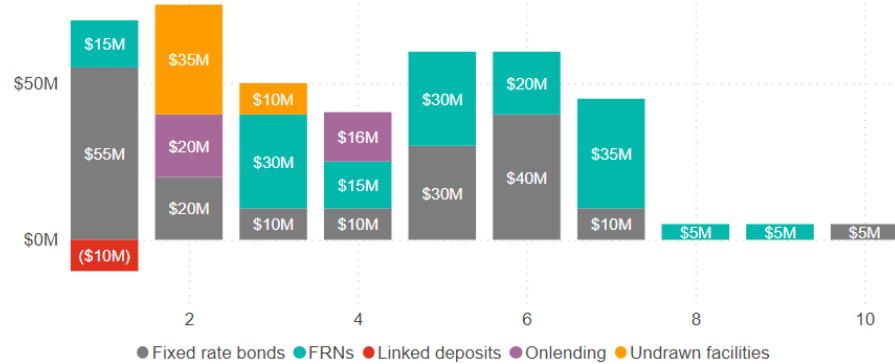 $50M
$0M
$15M
$55M
($10M)
$35M
$20M
$20M
$10M
$30M
$10M
$16M
$15M
$10M
$30M
$30M
$20M
$40M
$35M
$10M
$5M
$5M
$5M
2 4 6 8 10
Fixed rate bonds FRNs Linked deposits Onlending Undrawn facilities